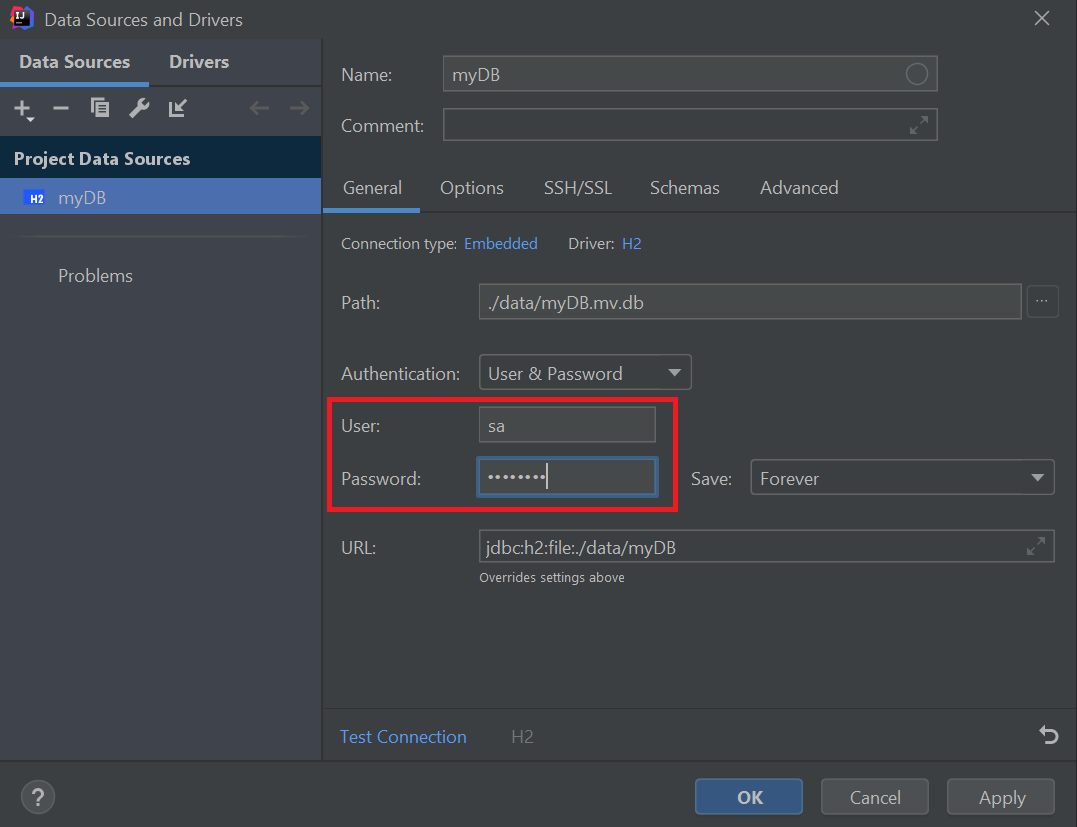 Data Sources and Drivers
Data Sources Drivers
Project Data Sources
H2 myDB
Problems
Name: myDB
Comment:
General Options SSH/SSL Schemas Advanced
Connection type: Embedded Driver: H2
Path: ./data/myDB.mv.db ...
Authentication: User & Password
User: sa
Password: ••••••••
Save: Forever
URL: jdbc:h2:file:./data/myDB
Overrides settings above
Test Connection H2
? OK Cancel Apply